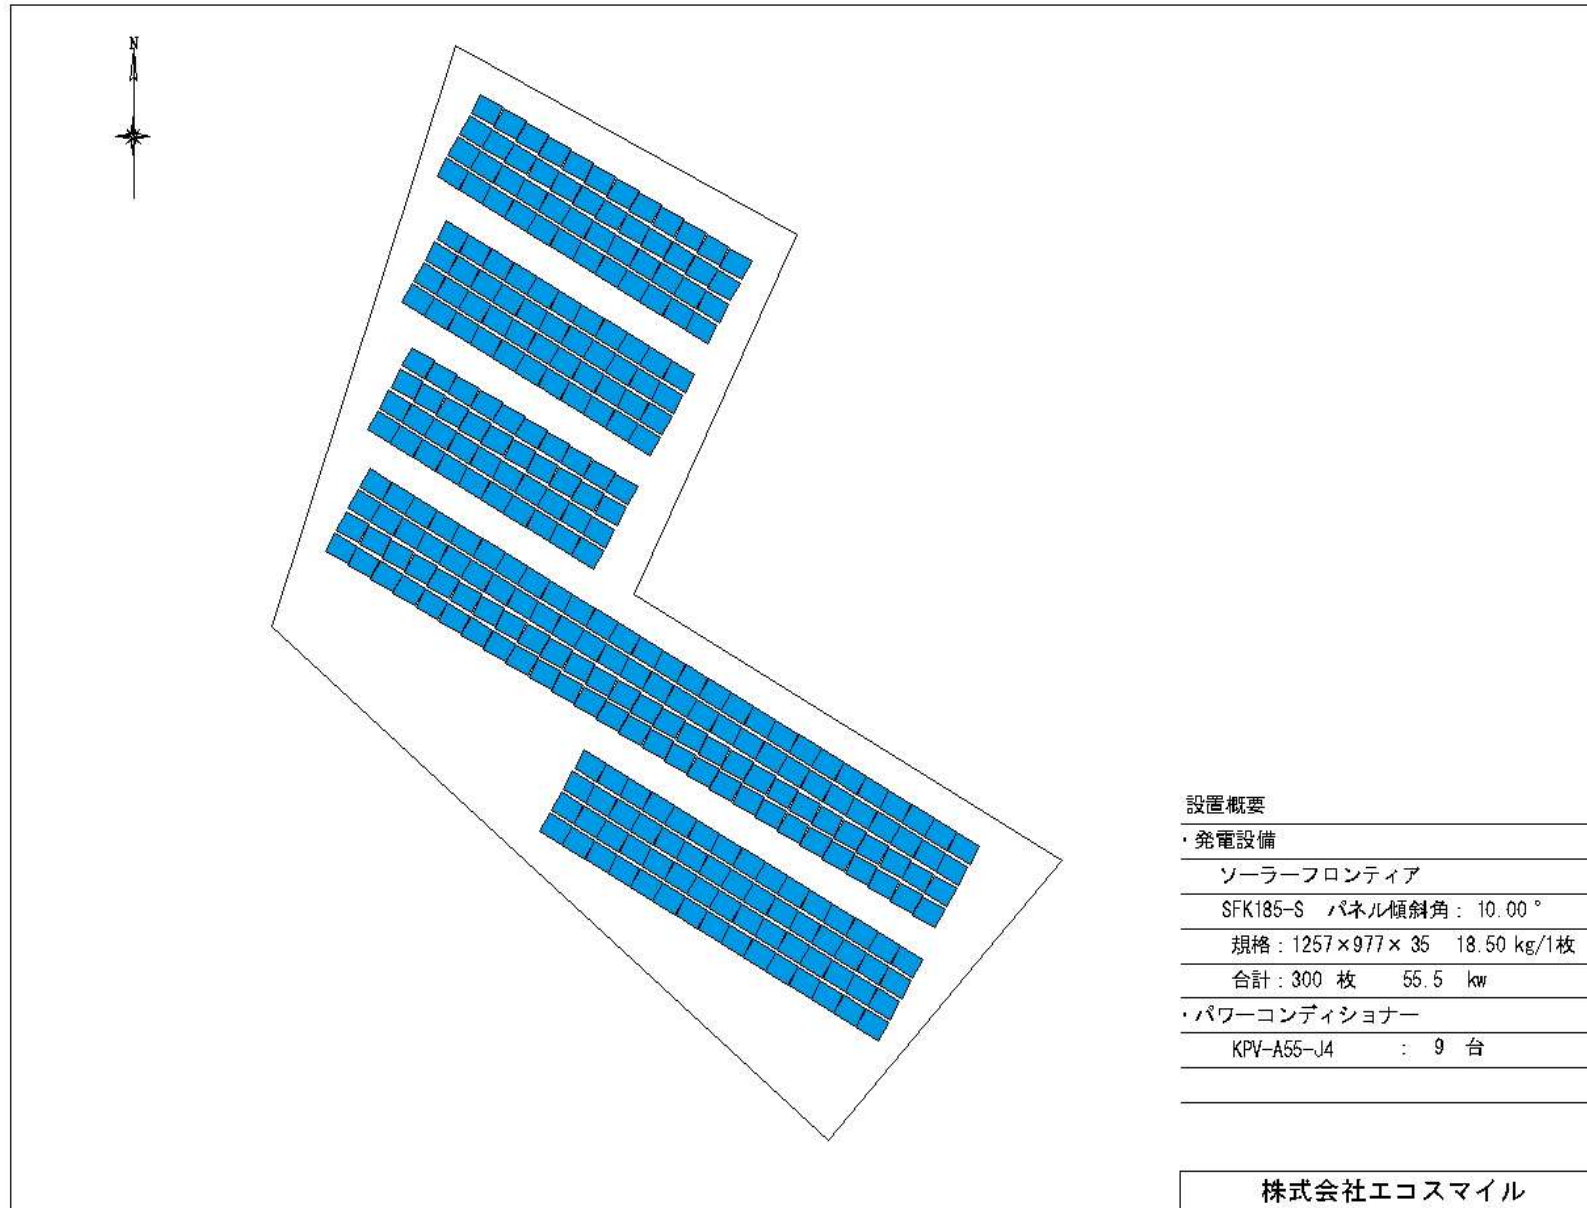 N
設置概要
・発電設備
ソーラーフロンティア
SFK185-S パネル傾斜角: 10.00°
規格:1257×977× 35 18.50 kg/1枚
合計:300 枚 55.5 kw
・パワーコンディショナー
KPV-A55-J4 : 9 台
株式会社エコスマイル